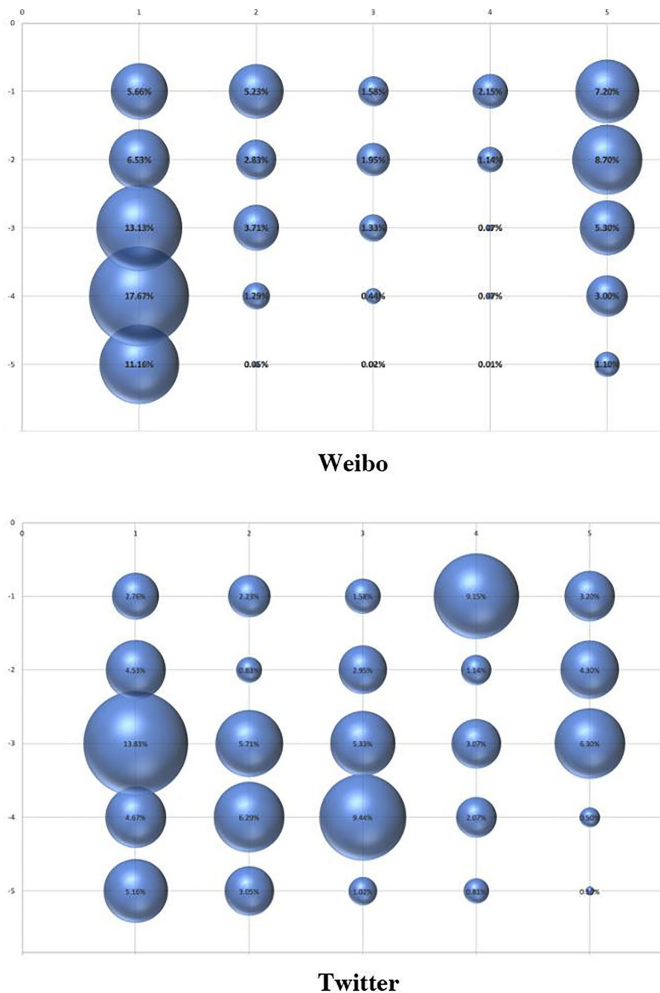 0 1 2 3 4 5
0
-1 5.66% 5.23% 1.58% 2.15% 7.20%
-2 6.53% 2.83% 1.95% 1.14% 8.70%
-3 13.13% 3.71% 1.33% 5.30%
-4 17.67% 1.29% 0.44% 0.07% 3.00%
-5 11.16% 0.02% 0.01% 1.10%
Weibo
0
0 1 2 3 4 5
-1 2.76% 2.23% 1.58% 9.15% 3.20%
-2 4.53% 0.83% 2.95% 1.14% 4.30%
-3 13.83% 5.71% 5.33% 3.07% 6.30%
-4 4.67% 6.29% 9.44% 2.07% 0.50%
-5 5.16% 3.05% 1.02% 0.81%
Twitter